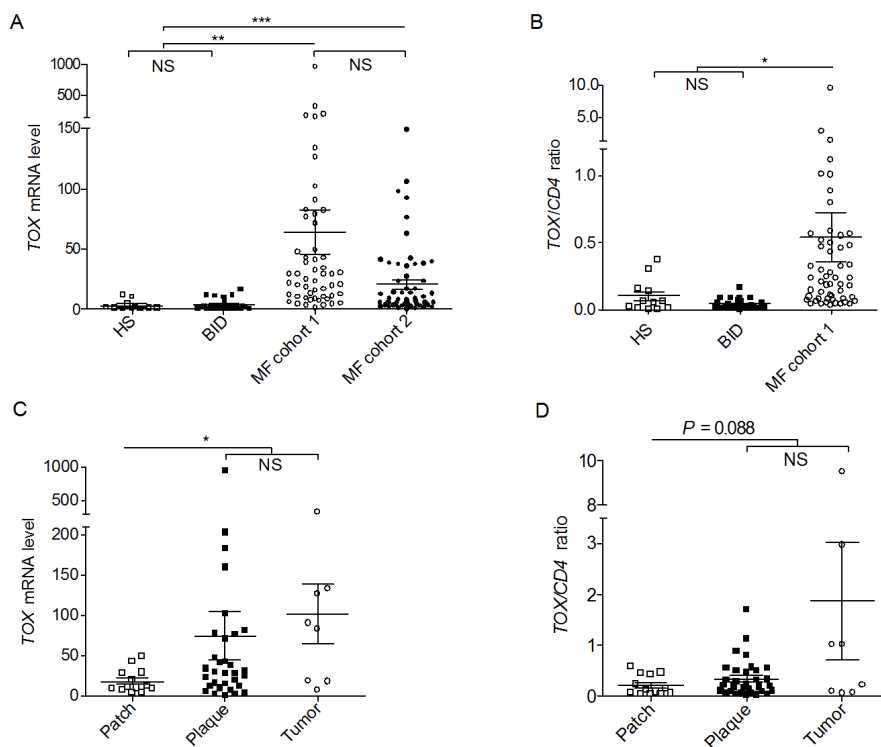 A
***
**
NS
NS
1000
500
150
100
50
0
TOX mRNA level
HS
BID
MF cohort 1
MF cohort 2
B
*
NS
10.0
5.0
1.0
0.5
0.0
TOX/CD4 ratio
HS
BID
MF cohort 1
C
*
NS
1000
500
200
150
100
50
0
TOX mRNA level
Patch
Plaque
Tumor
D
P = 0.088
NS
10
8
3
2
1
0
TOX/CD4 ratio
Patch
Plaque
Tumor